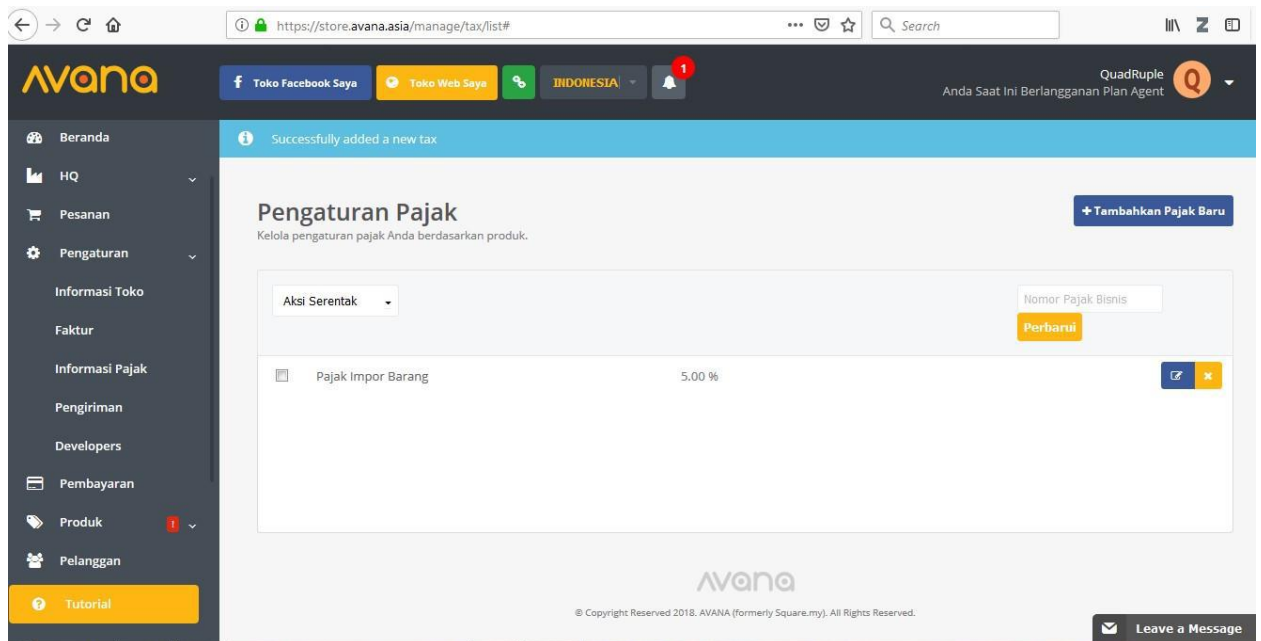 https://store.avana.asia/manage/tax/list#
Search
Avana
Toko Facebook Saya
Toko Web Saya
INDONESIA
1
QuadRuple
Anda Saat Ini Berlangganan Plan Agent
Q
Beranda
Successfully added a new tax
HQ
Pesanan
Pengaturan
Informasi Toko
Faktur
Informasi Pajak
Pengiriman
Developers
Pembayaran
Produk
!
Pelanggan
Tutorial
Pengaturan Pajak
+ Tambahkan Pajak Baru
Kelola pengaturan pajak Anda berdasarkan produk.
Aksi Serentak
Nomor Pajak Bisnis
Perbarui
Pajak Impor Barang 5.00 %
Avana
© Copyright Reserved 2018. AVANA (formerly Square.my). All Rights Reserved.
Leave a Message